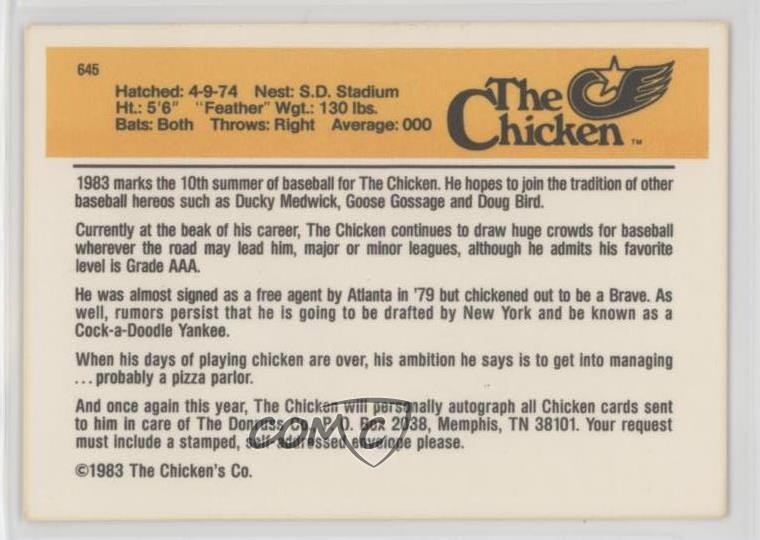 645
Hatched: 4-9-74 Nest: S.D. Stadium
Ht.: 5'6" "Feather" Wgt.: 130 lbs.
Bats: Both Throws: Right Average: 000
The
Chicken ™
1983 marks the 10th summer of baseball for The Chicken. He hopes to join the tradition of other
baseball hereos such as Ducky Medwick, Goose Gossage and Doug Bird.
Currently at the beak of his career, The Chicken continues to draw huge crowds for baseball
wherever the road may lead him, major or minor leagues, although he admits his favorite
level is Grade AAA.
He was almost signed as a free agent by Atlanta in '79 but chickened out to be a Brave. As
well, rumors persist that he is going to be drafted by New York and be known as a
Cock-a-Doodle Yankee.
When his days of playing chicken are over, his ambition he says is to get into managing
... probably a pizza parlor.
And once again this year, The Chicken will personally autograph all Chicken cards sent
to him in care of The Donruss Co., P.O. Box 2038, Memphis, TN 38101. Your request
must include a stamped, self-addressed envelope please.
©1983 The Chicken's Co.
COMC